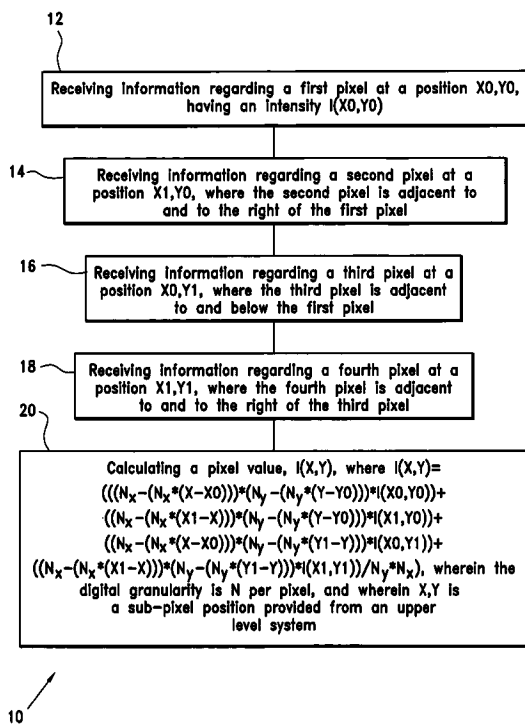 12
Receiving information regarding a first pixel at a position X0,Y0,
having an intensity I(X0,Y0)
14
Receiving information regarding a second pixel at a
position X1,Y0, where the second pixel is adjacent to
and to the right of the first pixel
16
Receiving information regarding a third pixel at a
position X0,Y1, where the third pixel is adjacent
to and below the first pixel
18
Receiving information regarding a fourth pixel at a
position X1,Y1, where the fourth pixel is adjacent
to and to the right of the third pixel
20
Calculating a pixel value, I(X,Y), where I(X,Y)=
(((Nx-(Nx*(X-X0)))*(Ny-(Ny*(Y-Y0)))*I(X0,Y0))+
((Nx-(Nx*(X1-X)))*(Ny-(Ny*(Y-Y0)))*I(X1,Y0))+
((Nx-(Nx*(X-X0)))*(Ny-(Ny*(Y1-Y)))*I(X0,Y1))+
((Nx-(Nx*(X1-X)))*(Ny-(Ny*(Y1-Y)))*I(X1,Y1))/Ny*Nx), wherein the
digital granularity is N per pixel, and wherein X,Y is
a sub-pixel position provided from an upper
level system
10